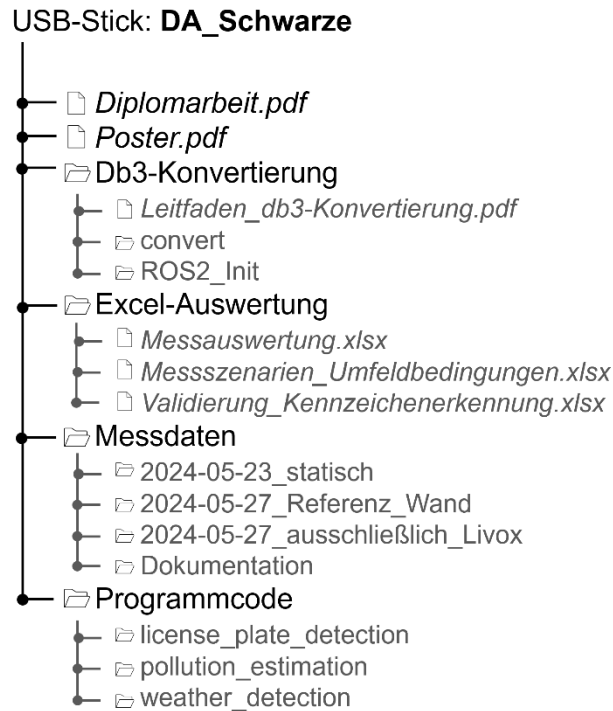 USB-Stick: DA_Schwarze
Diplomarbeit.pdf
Poster.pdf
Db3-Konvertierung
Leitfaden_db3-Konvertierung.pdf
convert
ROS2_Init
Excel-Auswertung
Messauswertung.xlsx
Messszenarien_Umfeldbedingungen.xlsx
Validierung_Kennzeichenerkennung.xlsx
Messdaten
2024-05-23_statisch
2024-05-27_Referenz_Wand
2024-05-27_ausschließlich_Livox
Dokumentation
Programmcode
license_plate_detection
pollution_estimation
weather_detection